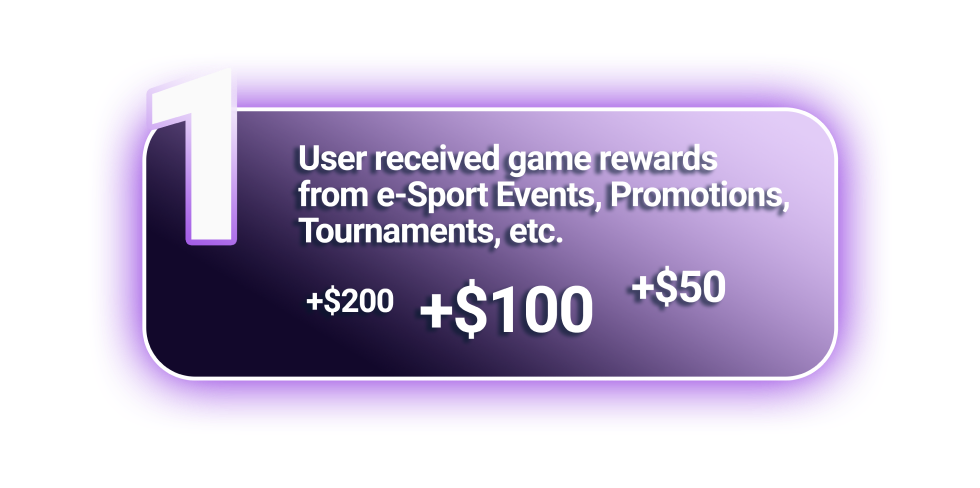 1
User received game rewards
from e-Sport Events, Promotions,
Tournaments, etc.
+$200 +$100 +$50